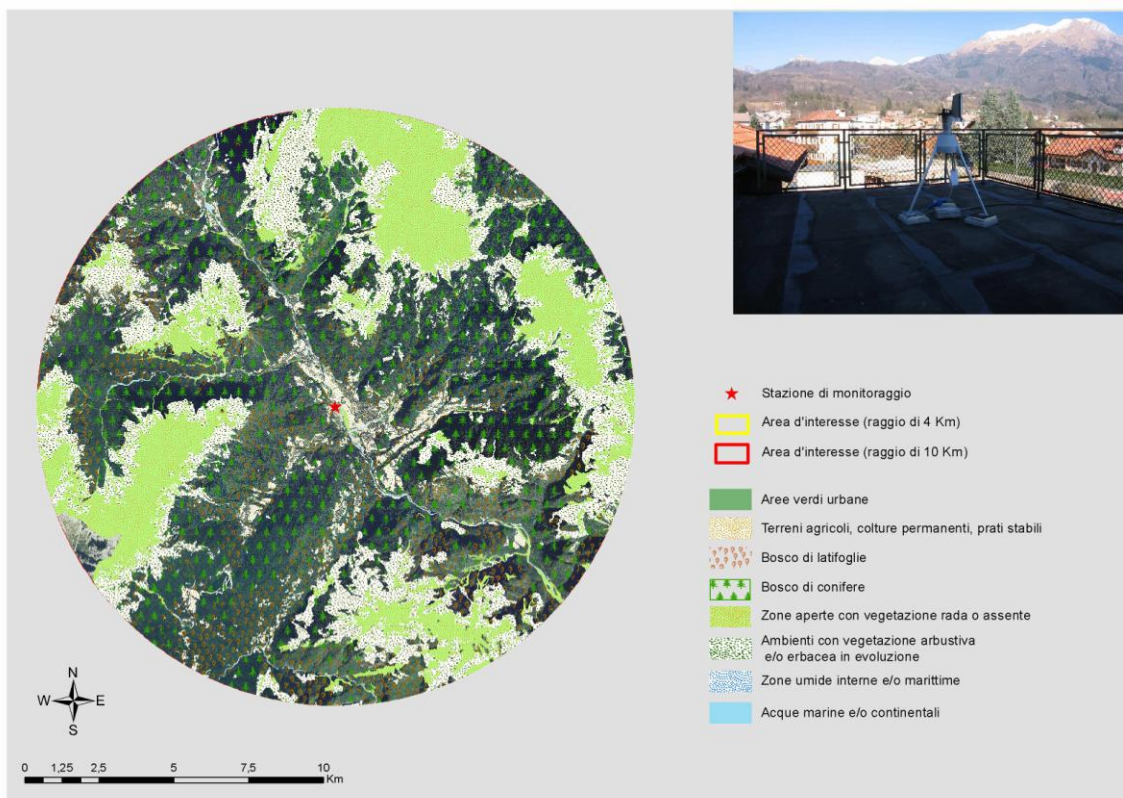 Stazione di monitoraggio
Area d'interesse (raggio di 4 Km)
Area d'interesse (raggio di 10 Km)
Aree verdi urbane
Terreni agricoli, colture permanenti, prati stabili
Bosco di latifoglie
Bosco di conifere
Zone aperte con vegetazione rada o assente
Ambienti con vegetazione arbustiva
e/o erbacea in evoluzione
Zone umide interne e/o marittime
Acque marine e/o continentali
N
W E
S
0 1,25 2,5 5 7,5 10
Km